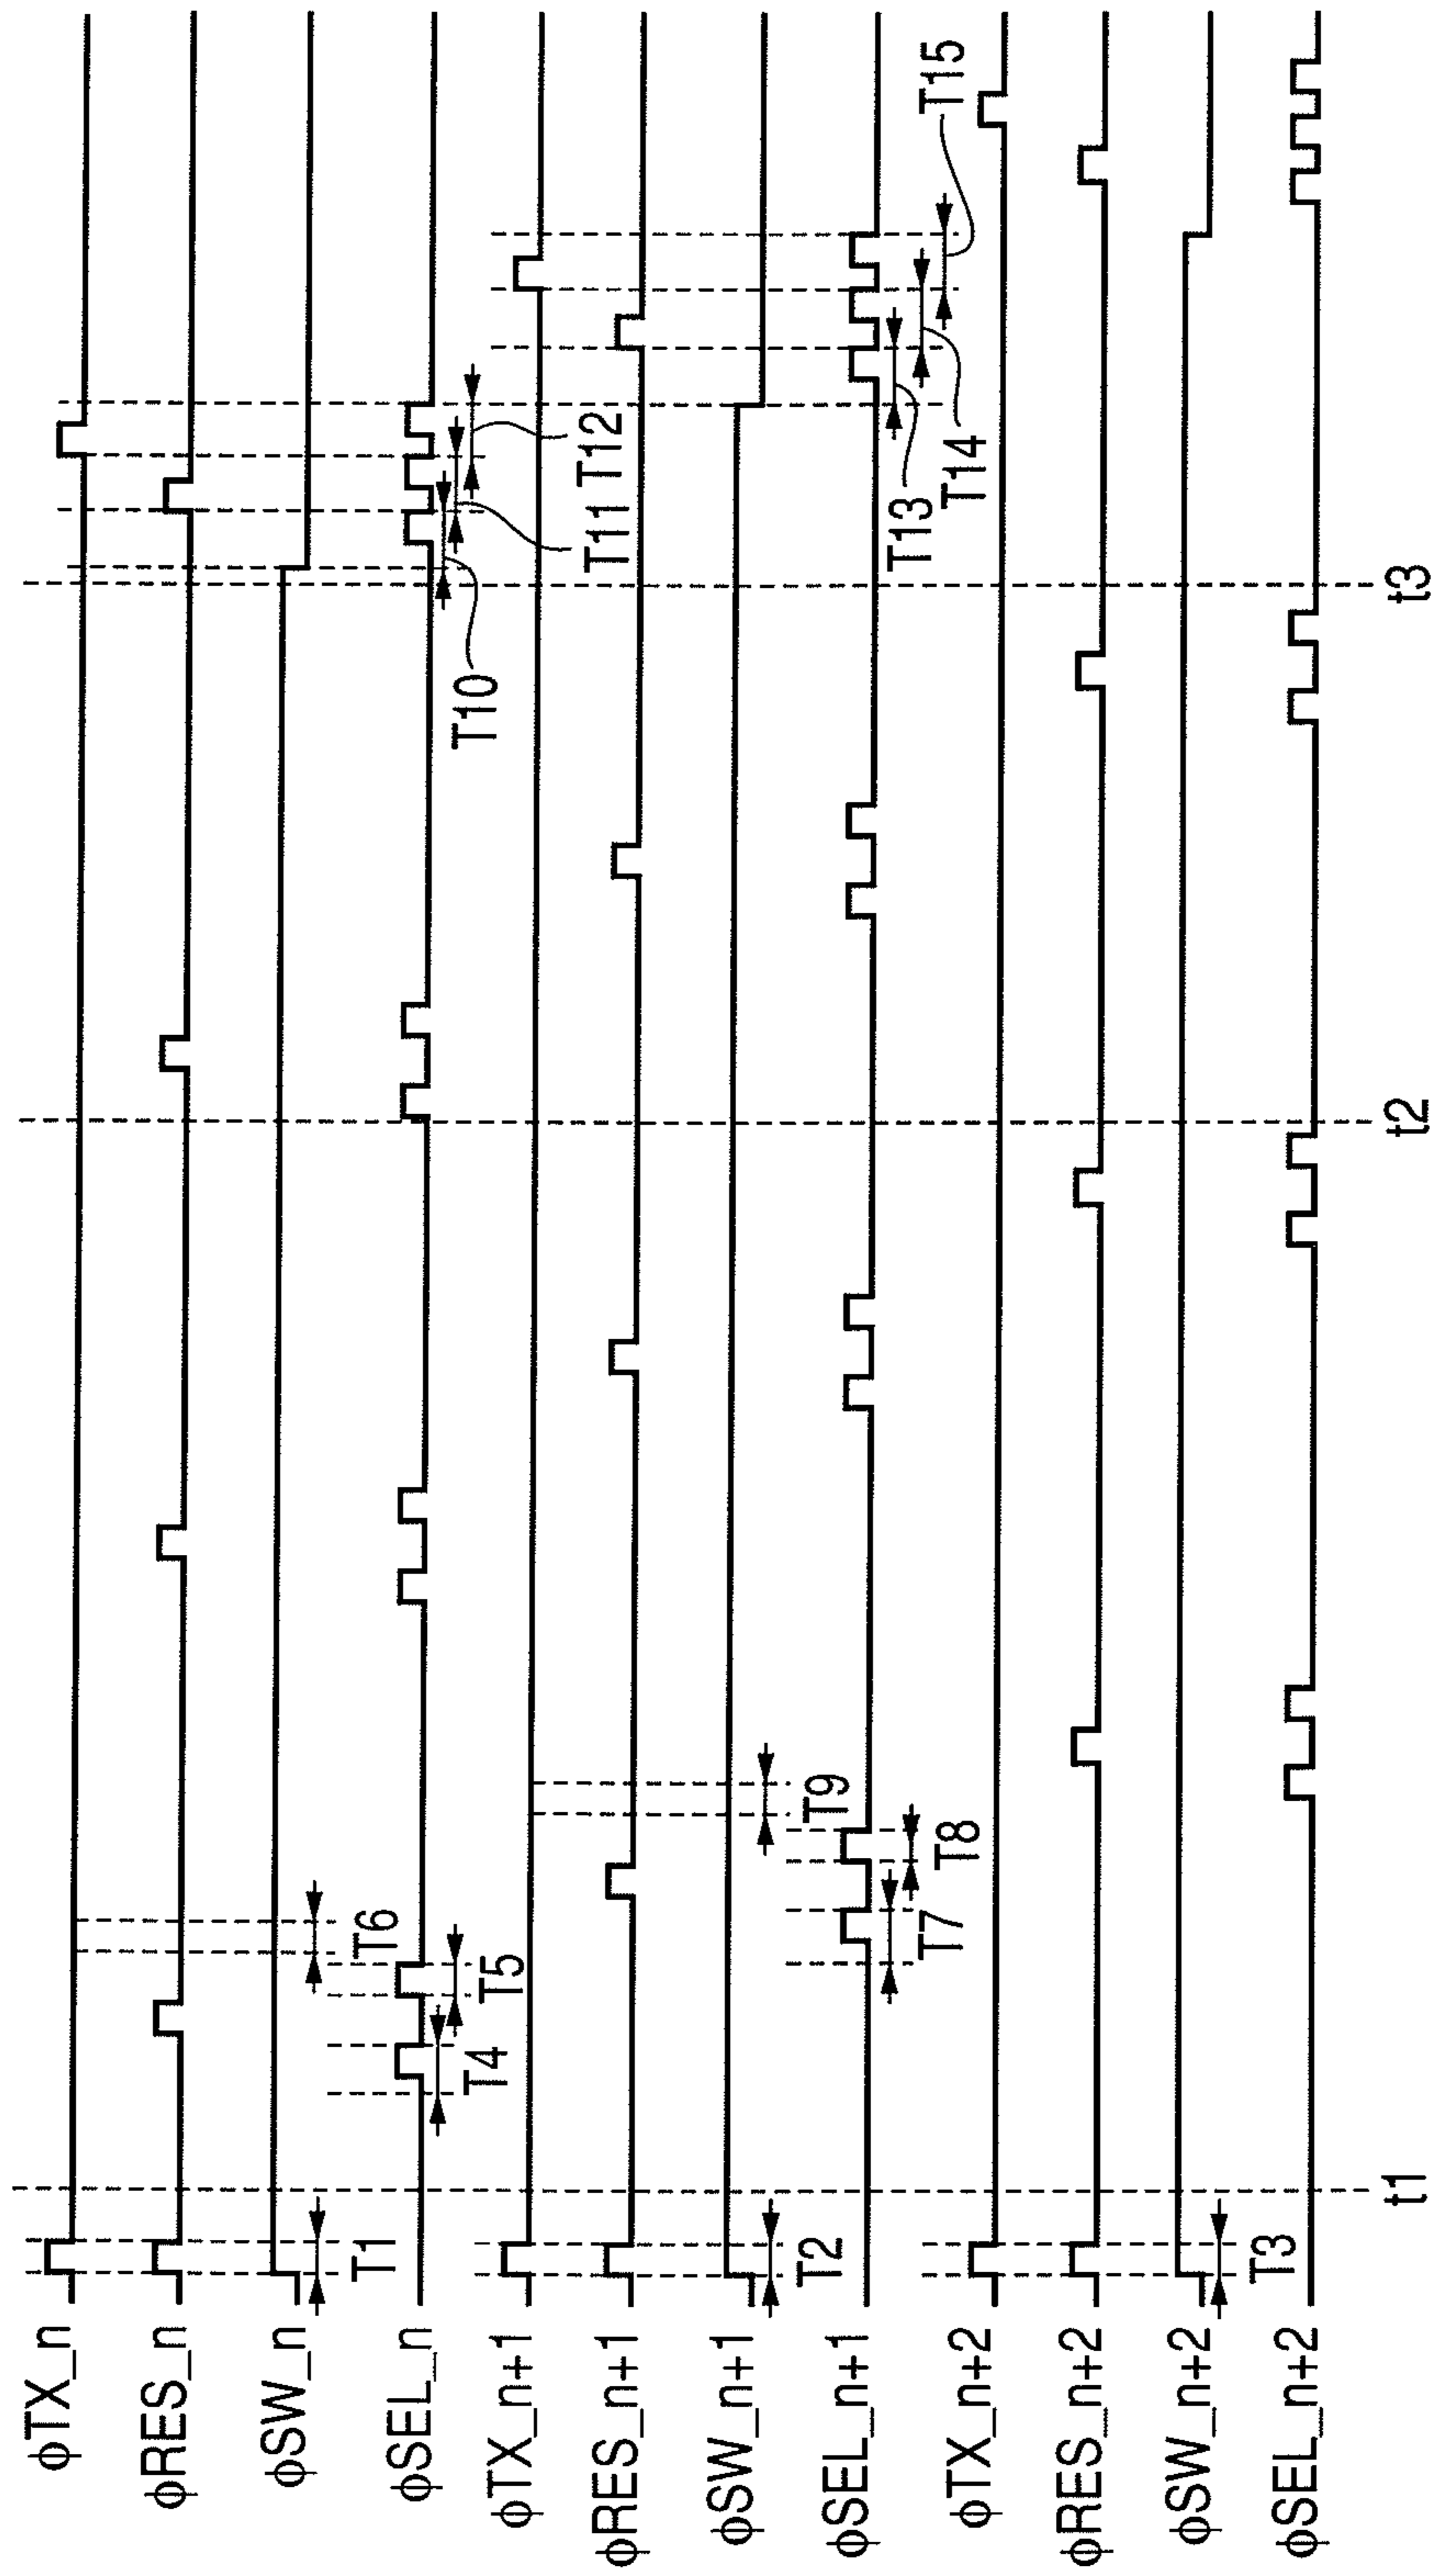 ϕTX_n
ϕRES_n
ϕSW_n
ϕSEL_n
ϕTX_n+1
ϕRES_n+1
ϕSW_n+1
ϕSEL_n+1
ϕTX_n+2
ϕRES_n+2
ϕSW_n+2
ϕSEL_n+2
T1
T2
T3
T4
T5
T6
T7
T8
T9
T10
T11
T12
T13
T14
T15
t1
t2
t3